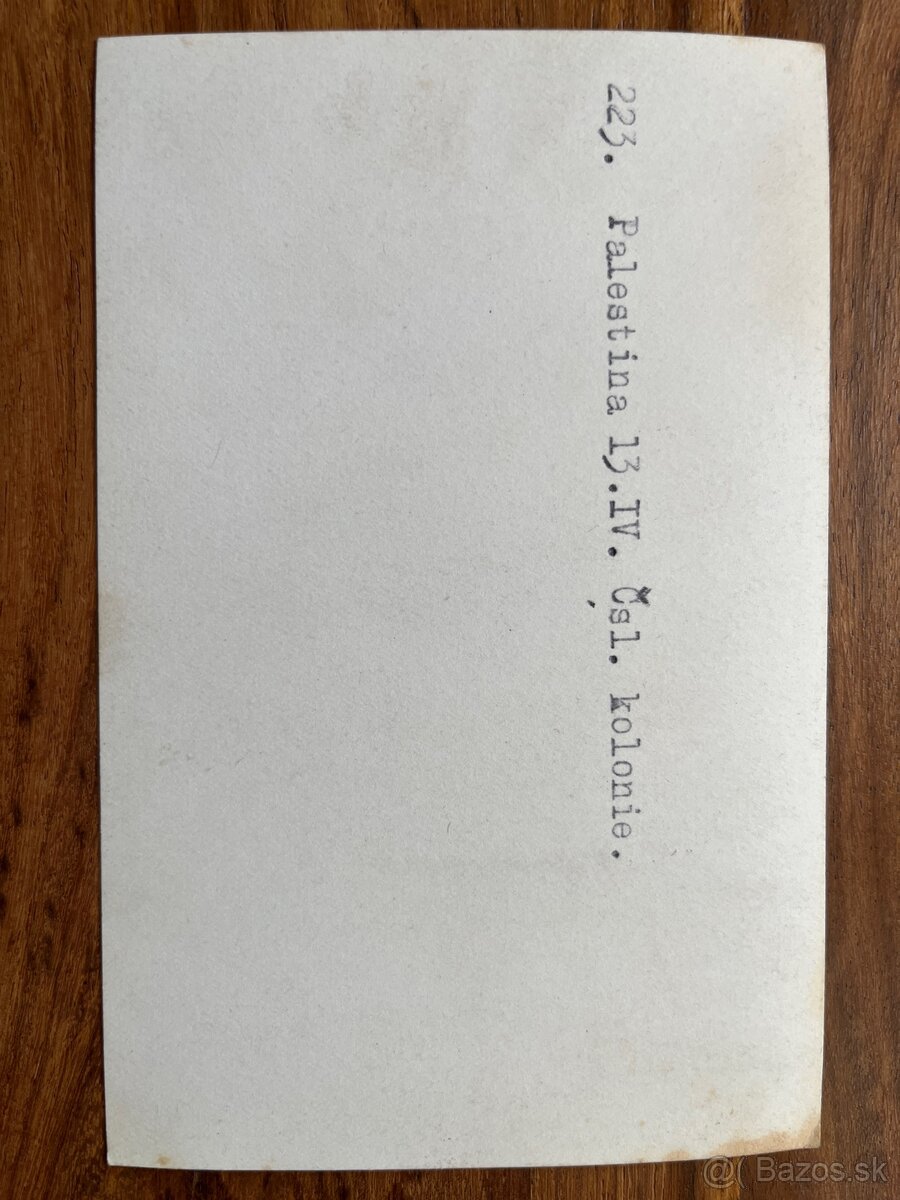 223. Palestina 13.IV. Čsl. kolonie.
@( Bazos.sk